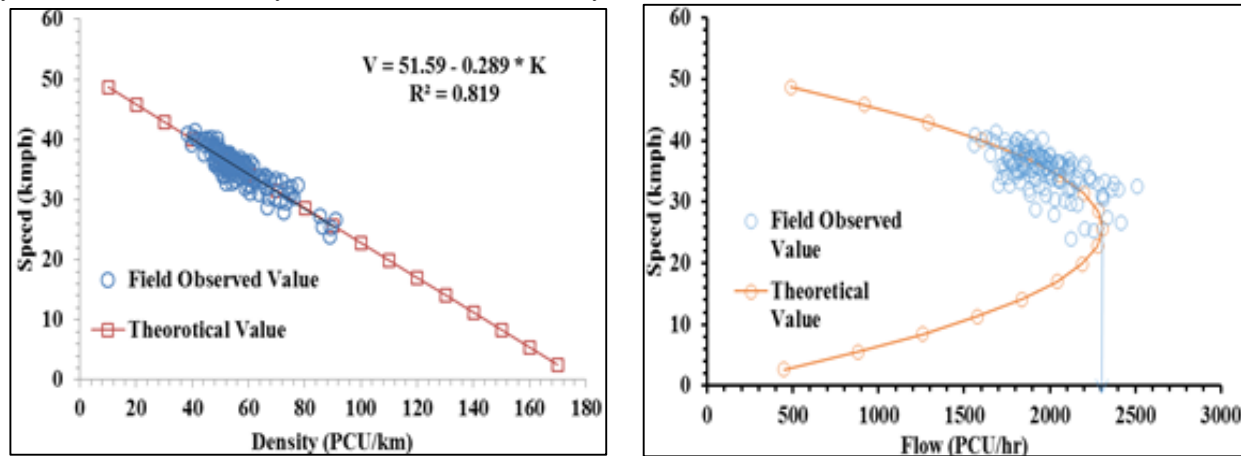 60
50
40
30
20
10
0
Speed (kmph)
V = 51.59 - 0.289 * K
R² = 0.819
Field Observed Value
Theorotical Value
0 20 40 60 80 100 120 140 160 180
Density (PCU/km)
60
50
40
30
20
10
0
Speed (kmph)
Field Observed
Value
Theoretical
Value
0 500 1000 1500 2000 2500 3000
Flow (PCU/hr)